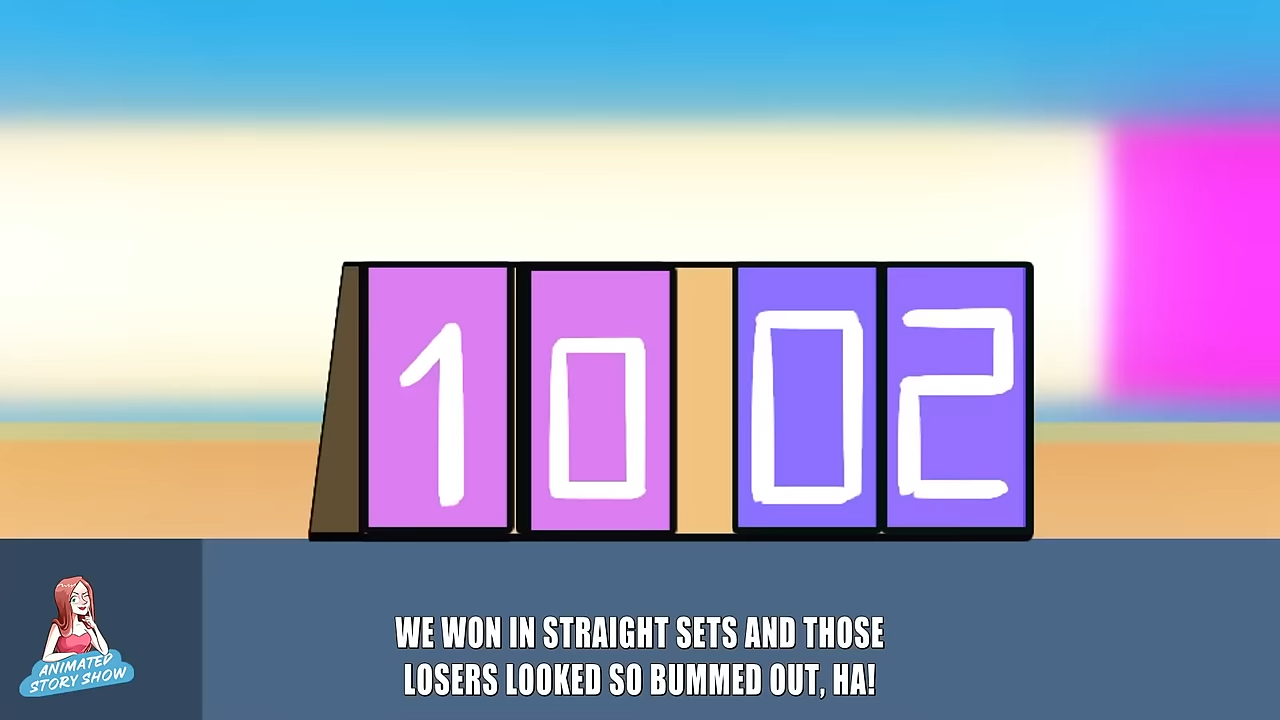 10 02
WE WON IN STRAIGHT SETS AND THOSE
LOSERS LOOKED SO BUMMED OUT, HA!
ANIMATED
STORY SHOW